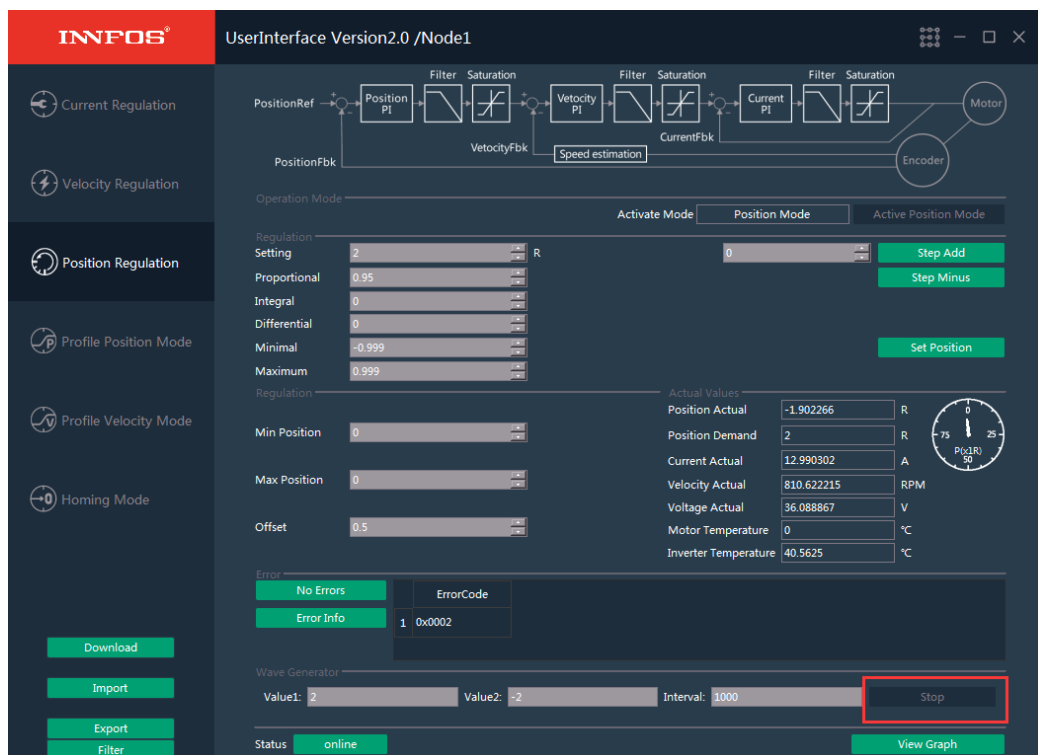 INNFOS®
UserInterface Version2.0 /Node1
Current Regulation
Velocity Regulation
Position Regulation
Profile Position Mode
Profile Velocity Mode
Homing Mode
Download
Import
Export
Filter
Filter Saturation Filter Saturation Filter Saturation
PositionRef + Position PI + Vetocity PI + Current PI Motor
- - -
CurrentFbk
VetocityFbk Speed estimation
PositionFbk Encoder
Operation Mode
Activate Mode Position Mode Active Position Mode
Regulation
Setting 2 R 0 Step Add
Proportional 0.95 Step Minus
Integral 0
Differential 0
Minimal -0.999 Set Position
Maximum 0.999
Regulation
Min Position 0
Max Position 0
Offset 0.5
Actual Values
Position Actual -1.902266 R
Position Demand 2 R
Current Actual 12.990302 A
Velocity Actual 810.622215 RPM
Voltage Actual 36.088867 V
Motor Temperature 0 °C
Inverter Temperature 40.5625 °C
0
75 25
P(x1R)
50
Error
No Errors
Error Info
ErrorCode
1 0x0002
Wave Generator
Value1: 2 Value2: -2 Interval: 1000 Stop
Status online View Graph